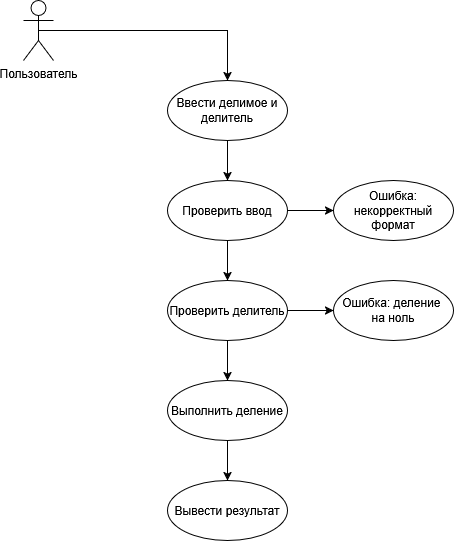 Пользователь
Ввести делимое и
делитель
Проверить ввод
Ошибка:
некорректный
формат
Проверить делитель
Ошибка: деление
на ноль
Выполнить деление
Вывести результат